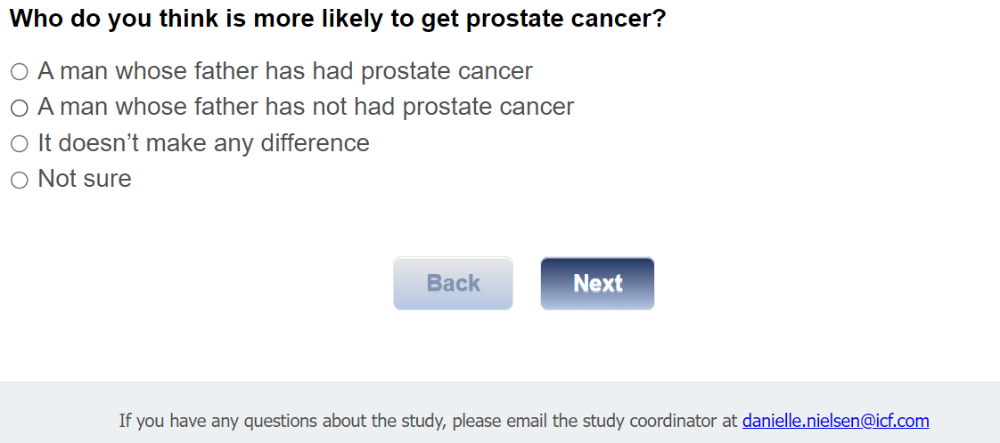 Who do you think is more likely to get prostate cancer?
A man whose father has had prostate cancer
A man whose father has not had prostate cancer
It doesn’t make any difference
Not sure
Back
Next
If you have any questions about the study, please email the study coordinator at danielle.nielsen@icf.com